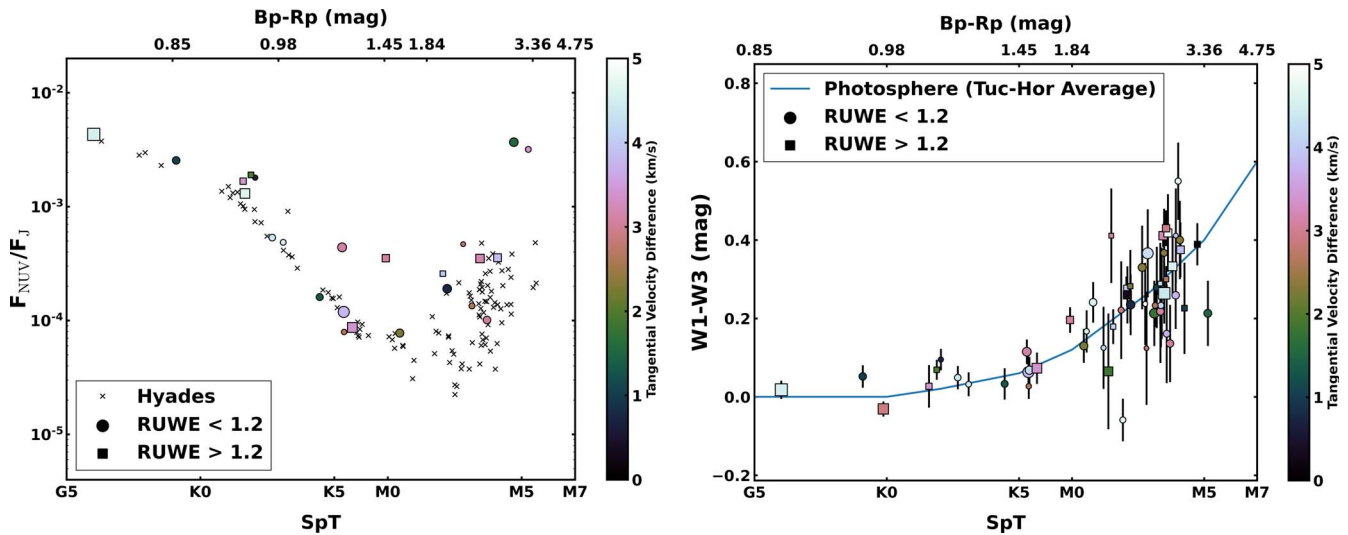 Bp-Rp (mag)
0.85 0.98 1.45 1.84 3.36 4.75
10⁻²
10⁻³
10⁻⁴
10⁻⁵
F_NUV/F_J
Hyades
RUWE < 1.2
RUWE > 1.2
G5 K0 K5 M0 M5 M7
SpT
5
4
3
2
1
0
Tangential Velocity Difference (km/s)
Bp-Rp (mag)
0.85 0.98 1.45 1.84 3.36 4.75
0.8
0.6
0.4
0.2
0.0
−0.2
W1-W3 (mag)
Photosphere (Tuc-Hor Average)
RUWE < 1.2
RUWE > 1.2
G5 K0 K5 M0 M5 M7
SpT
5
4
3
2
1
0
Tangential Velocity Difference (km/s)